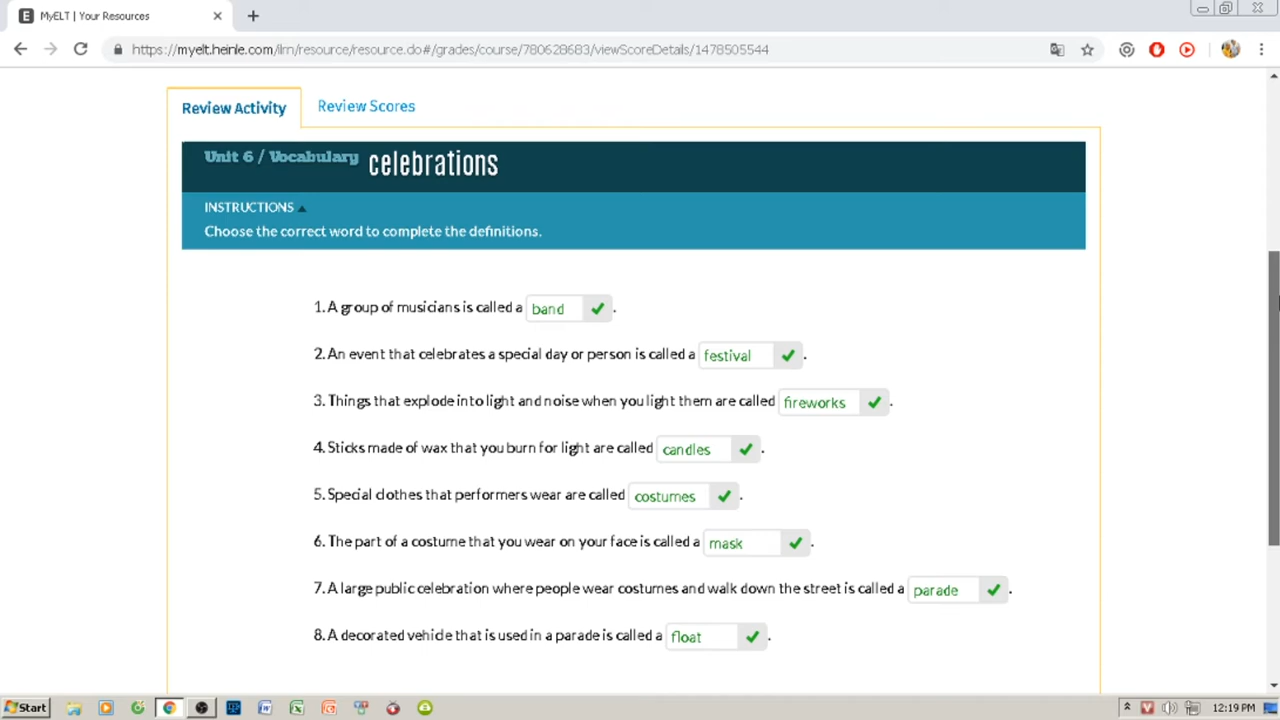 MyELT | Your Resources
https://myelt.heinle.com/ilrn/resource/resource.do#/grades/course/780628683/viewScoreDetails/1478505544
Review Activity Review Scores
Unit 6 / Vocabulary celebrations
INSTRUCTIONS
Choose the correct word to complete the definitions.
1. A group of musicians is called a band .
2. An event that celebrates a special day or person is called a festival .
3. Things that explode into light and noise when you light them are called fireworks .
4. Sticks made of wax that you burn for light are called candles .
5. Special clothes that performers wear are called costumes .
6. The part of a costume that you wear on your face is called a mask .
7. A large public celebration where people wear costumes and walk down the street is called a parade .
8. A decorated vehicle that is used in a parade is called a float .
Start 12:19 PM